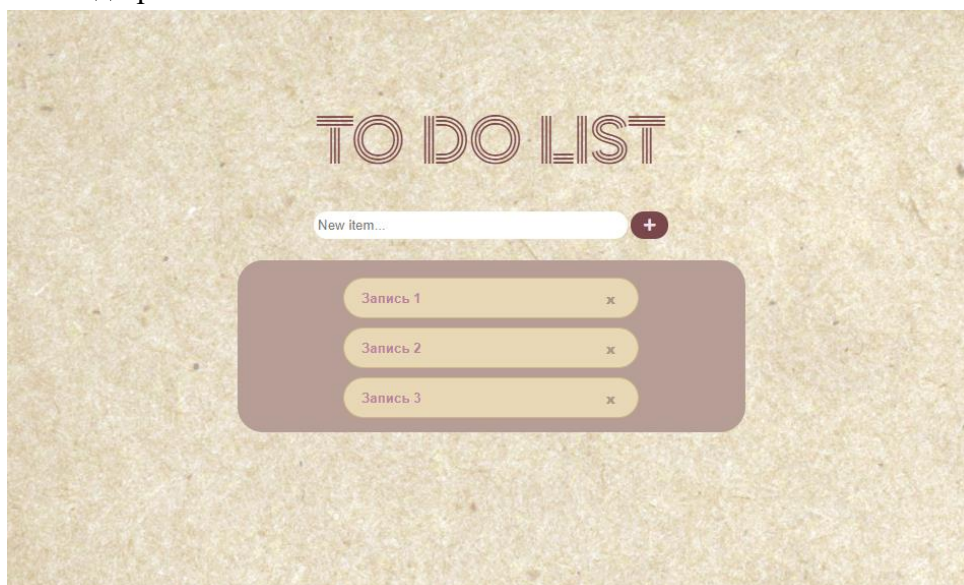 TO DO LIST
New item...
+
Запись 1 x
Запись 2 x
Запись 3 x